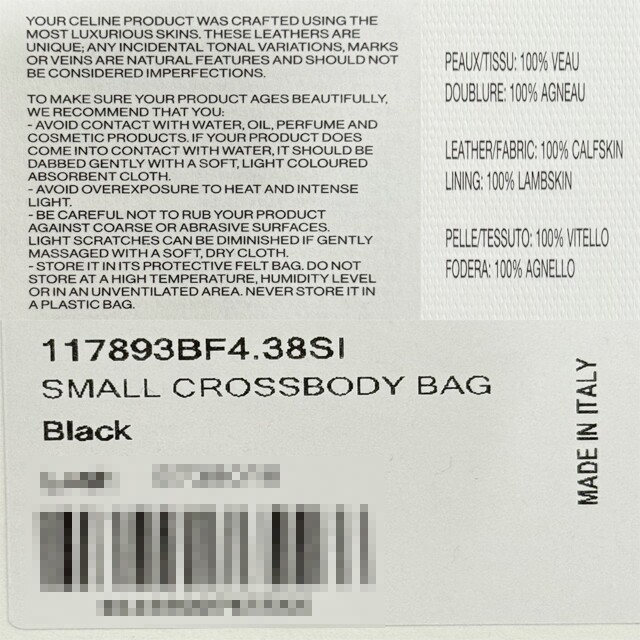 YOUR CELINE PRODUCT WAS CRAFTED USING THE
MOST LUXURIOUS SKINS. THESE LEATHERS ARE
UNIQUE; ANY INCIDENTAL TONAL VARIATIONS, MARKS
OR VEINS ARE NATURAL FEATURES AND SHOULD NOT
BE CONSIDERED IMPERFECTIONS.
TO MAKE SURE YOUR PRODUCT AGES BEAUTIFULLY,
WE RECOMMEND THAT YOU:
- AVOID CONTACT WITH WATER, OIL, PERFUME AND
COSMETIC PRODUCTS. IF YOUR PRODUCT DOES
COME INTO CONTACT WITH WATER, IT SHOULD BE
DABBED GENTLY WITH A SOFT, LIGHT COLOURED
ABSORBENT CLOTH.
- AVOID OVEREXPOSURE TO HEAT AND INTENSE
LIGHT.
- BE CAREFUL NOT TO RUB YOUR PRODUCT
AGAINST COARSE OR ABRASIVE SURFACES.
LIGHT SCRATCHES CAN BE DIMINISHED IF GENTLY
MASSAGED WITH A SOFT, DRY CLOTH.
- STORE IT IN ITS PROTECTIVE FELT BAG. DO NOT
STORE AT A HIGH TEMPERATURE, HUMIDITY LEVEL
OR IN AN UNVENTILATED AREA. NEVER STORE IT IN
A PLASTIC BAG.
PEAUX/TISSU: 100% VEAU
DOUBLURE: 100% AGNEAU
LEATHER/FABRIC: 100% CALFSKIN
LINING: 100% LAMBSKIN
PELLE/TESSUTO: 100% VITELLO
FODERA: 100% AGNELLO
117893BF4.38SI
SMALL CROSSBODY BAG
Black
MADE IN ITALY